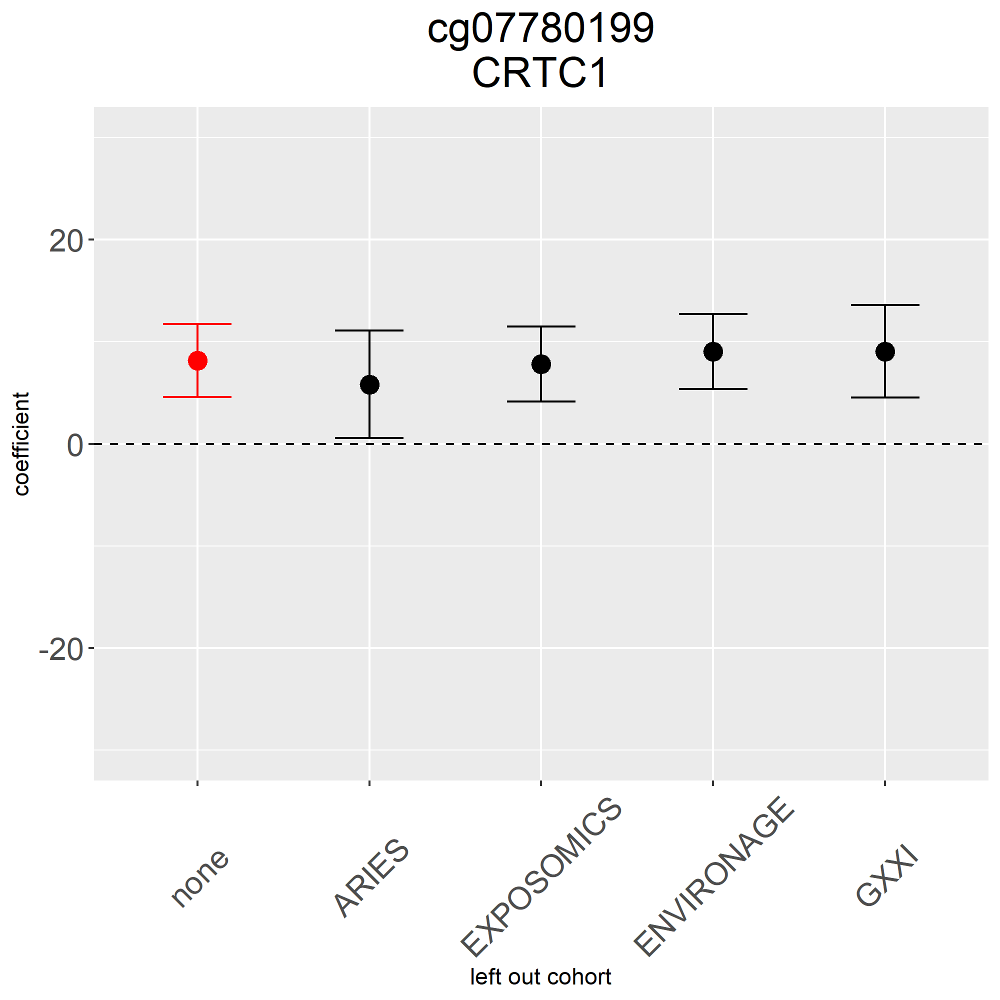 cg07780199
CRTC1
coefficient
20
0
-20
none
ARIES
EXPOSOMICS
ENVIRONAGE
GXXI
left out cohort